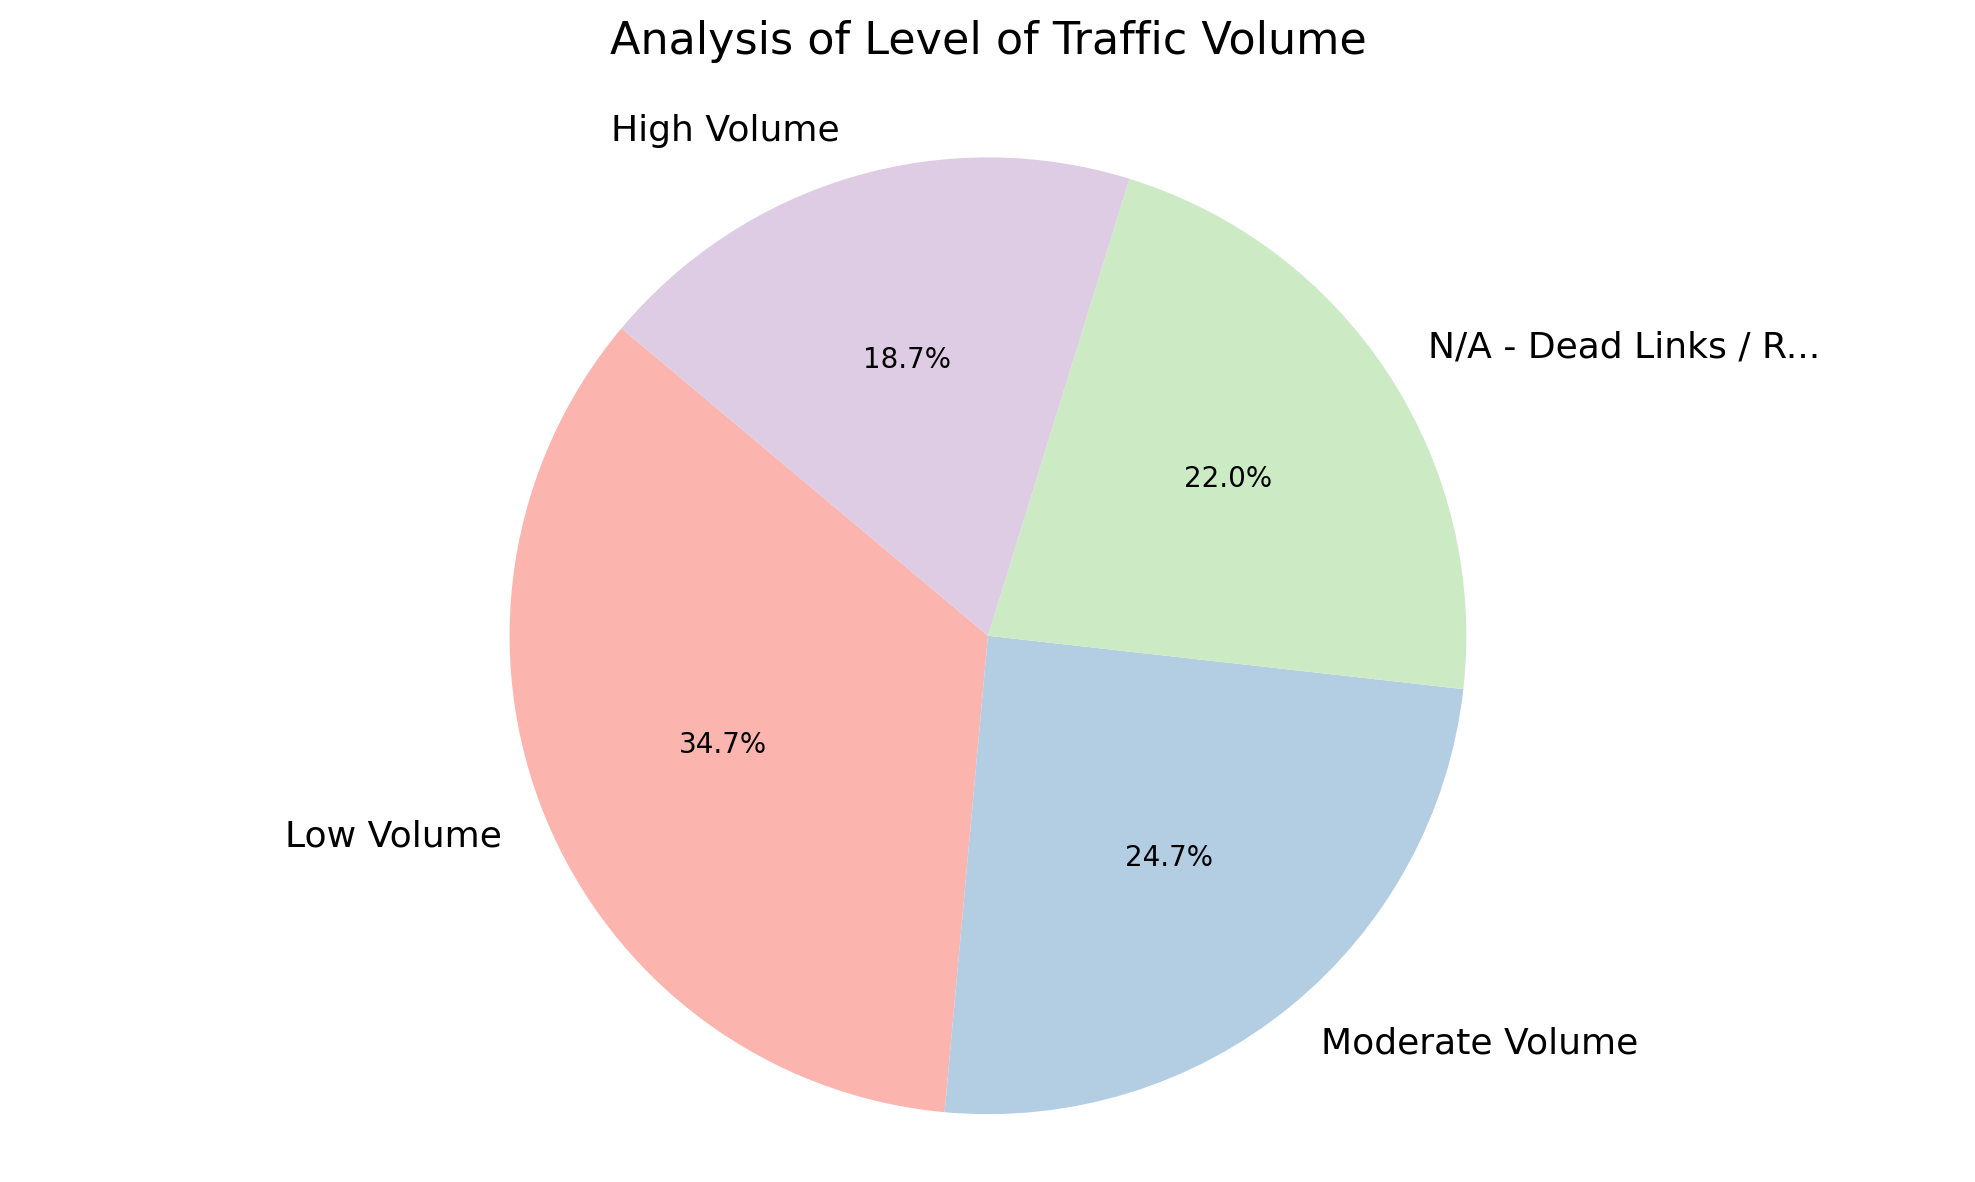 Analysis of Level of Traffic Volume
High Volume
N/A - Dead Links / R...
18.7%
22.0%
34.7%
Low Volume
24.7%
Moderate Volume